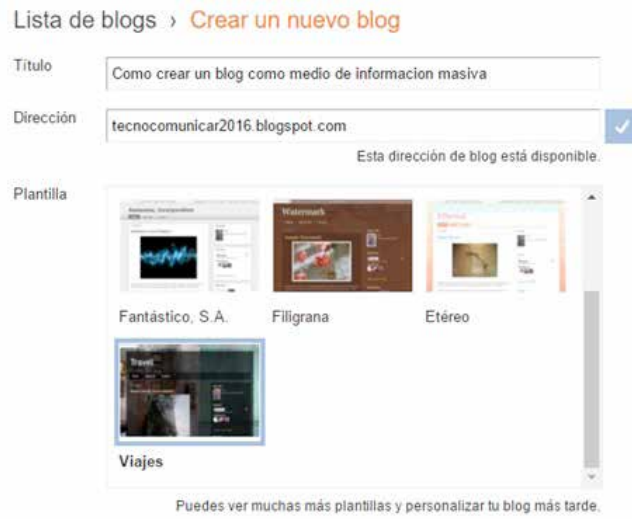 Lista de blogs › Crear un nuevo blog
Título
Como crear un blog como medio de informacion masiva
Dirección
tecnocomunicar2016.blogspot.com
Esta dirección de blog está disponible.
Plantilla
Watermark
Fantástico, S.A.
Filigrana
Etéreo
Travel
Viajes
Puedes ver muchas más plantillas y personalizar tu blog más tarde.